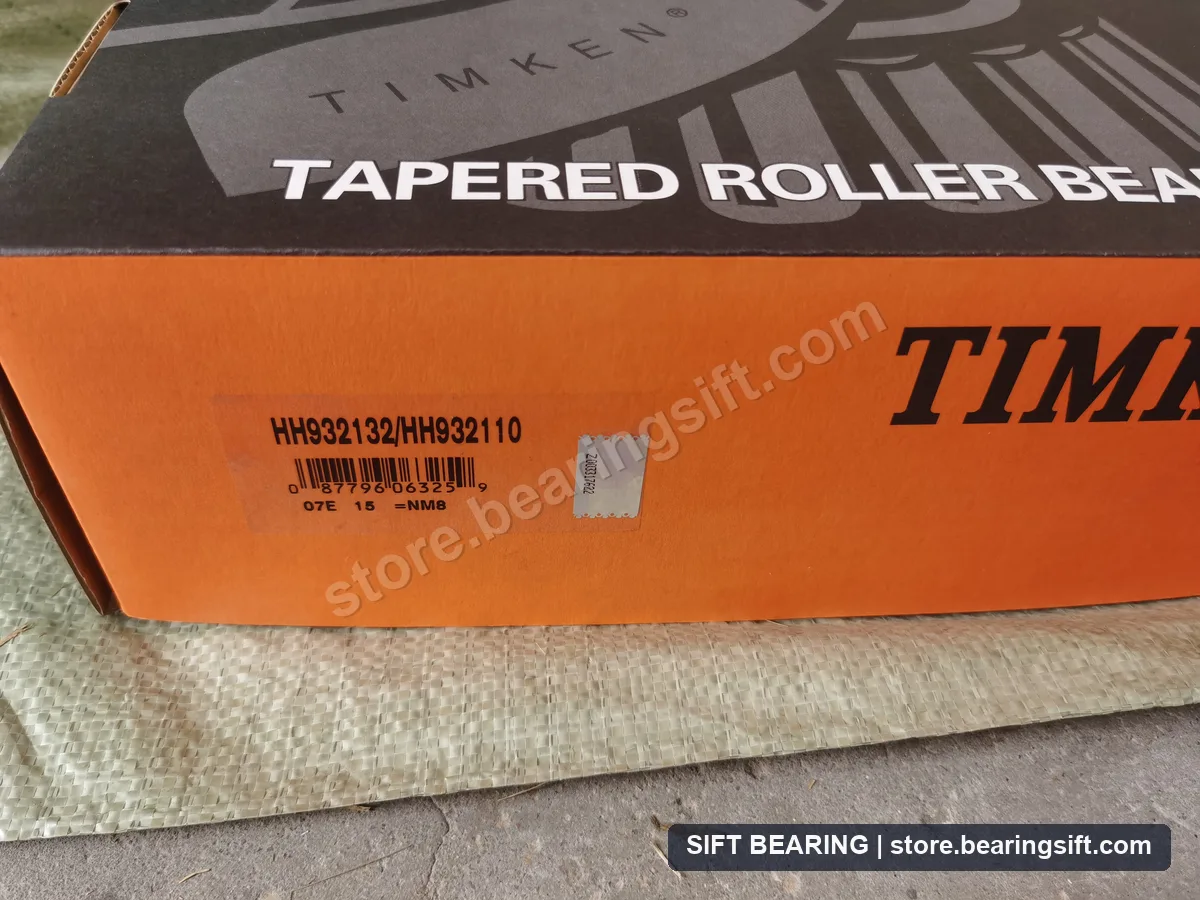 TIMKEN®
TAPERED ROLLER BEA
TIMK
HH932132/HH932110
0 87796 06325 9
07E 15 =NM8
store.bearingsift.com
SIFT BEARING | store.bearingsift.com